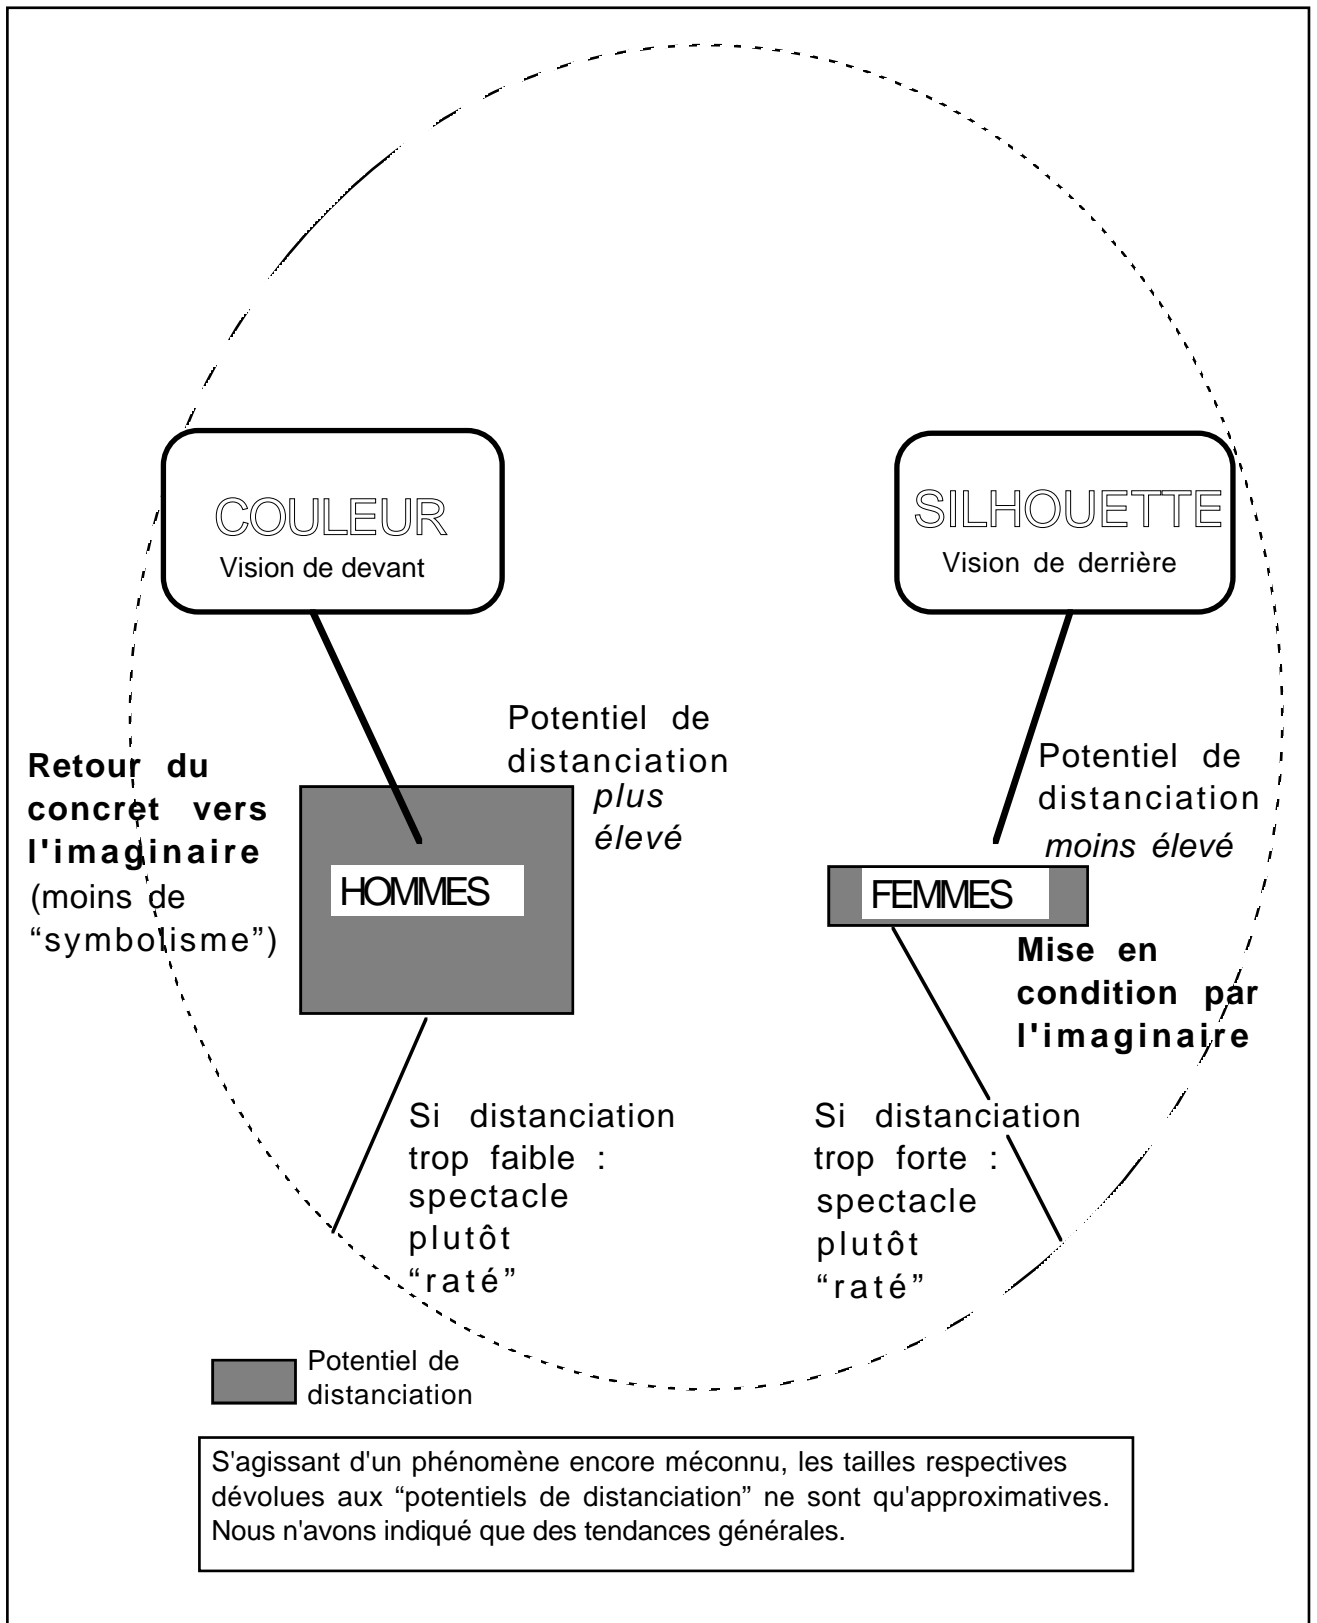 COULEUR
Vision de devant
SILHOUETTE
Vision de derrière
Potentiel de
distanciation
plus
élevé
Retour du
concret vers
l'imaginaire
(moins de
“symbolisme”)
HOMMES
Potentiel de
distanciation
moins élevé
FEMMES
Mise en
condition par
l'imaginaire
Si distanciation
trop faible :
spectacle
plutôt
“raté”
Si distanciation
trop forte :
spectacle
plutôt
“raté”
Potentiel de
distanciation
S'agissant d'un phénomène encore méconnu, les tailles respectives
dévolues aux “potentiels de distanciation” ne sont qu'approximatives.
Nous n'avons indiqué que des tendances générales.